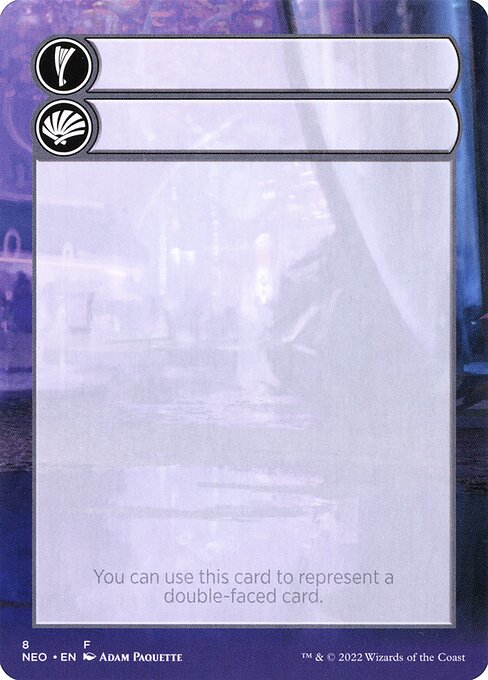 You can use this card to represent a
double-faced card.
8 F
NEO • EN Adam Paquette
™ & © 2022 Wizards of the Coast